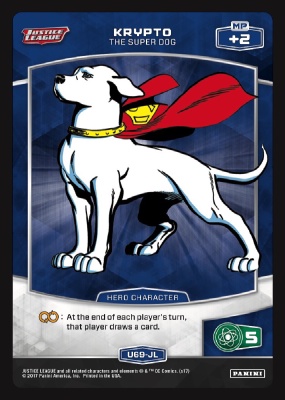 JUSTICE LEAGUE
KRYPTO
THE SUPER DOG
MP
+2
HERO CHARACTER
: At the end of each player's turn,
that player draws a card.
U69-JL
5
JUSTICE LEAGUE and all related characters and elements © & ™ DC Comics. (s17)
© 2017 Panini America, Inc. Printed in the USA.
PANINI